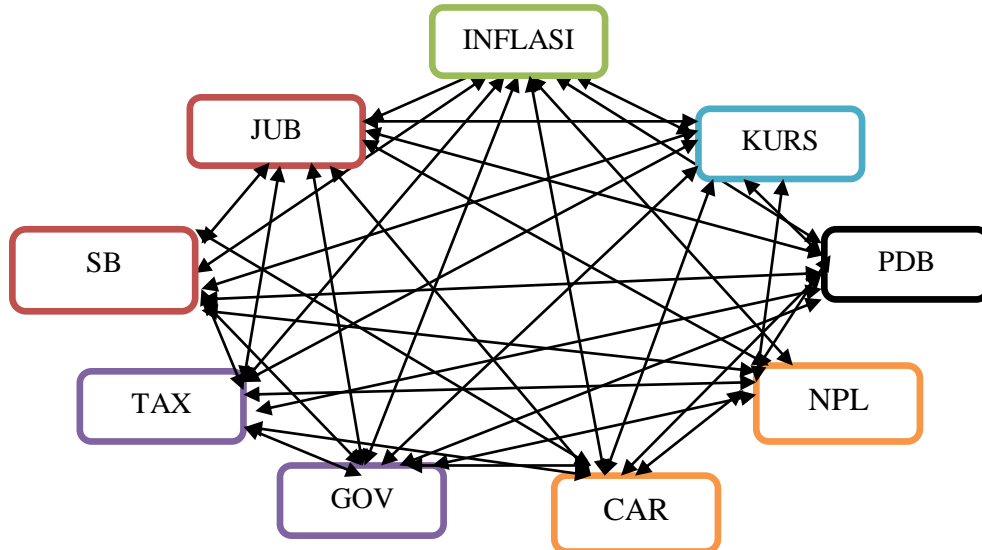 INFLASI
JUB
KURS
SB
PDB
TAX
NPL
GOV
CAR